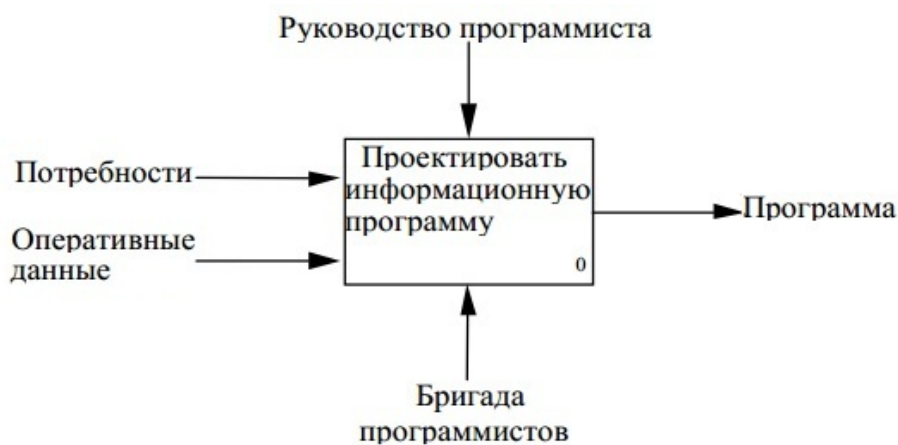 Руководство программиста
Потребности
Оперативные
данные
Проектировать
информационную
программу
0
Программа
Бригада
программистов